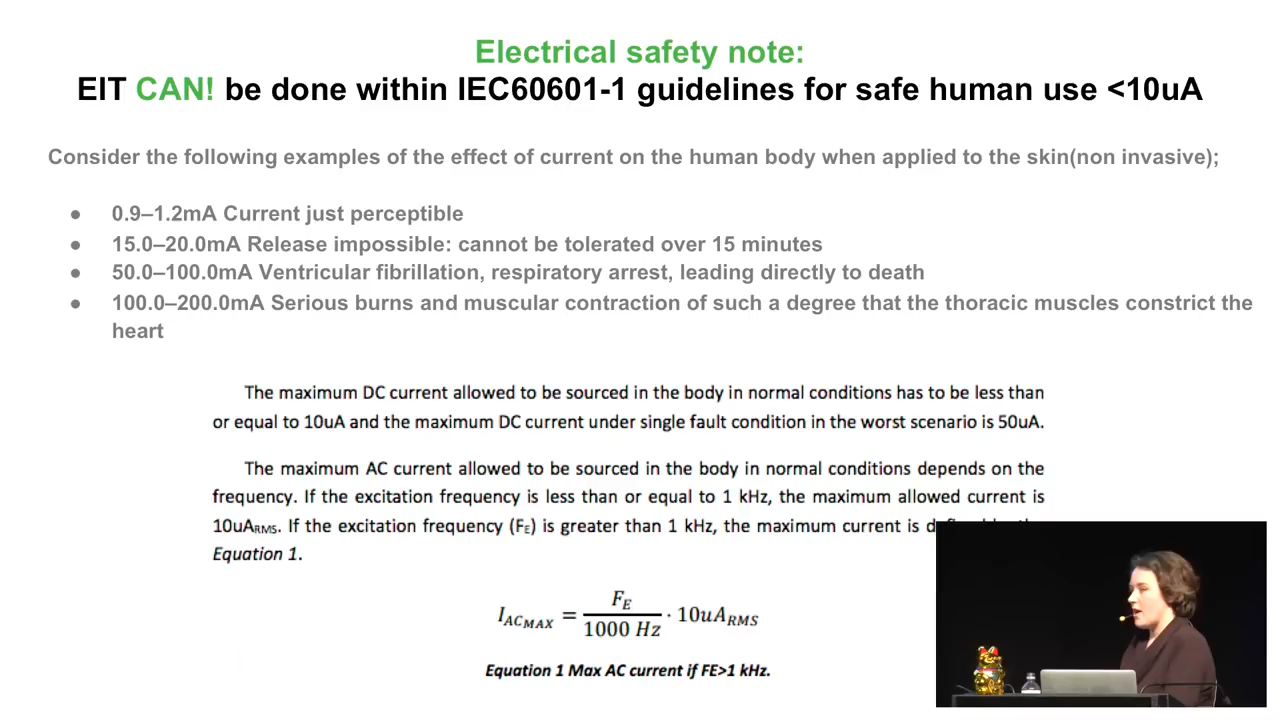 Electrical safety note:
EIT CAN! be done within IEC60601-1 guidelines for safe human use <10uA
Consider the following examples of the effect of current on the human body when applied to the skin(non invasive);
● 0.9–1.2mA Current just perceptible
● 15.0–20.0mA Release impossible: cannot be tolerated over 15 minutes
● 50.0–100.0mA Ventricular fibrillation, respiratory arrest, leading directly to death
● 100.0–200.0mA Serious burns and muscular contraction of such a degree that the thoracic muscles constrict the
heart
The maximum DC current allowed to be sourced in the body in normal conditions has to be less than
or equal to 10uA and the maximum DC current under single fault condition in the worst scenario is 50uA.
The maximum AC current allowed to be sourced in the body in normal conditions depends on the
frequency. If the excitation frequency is less than or equal to 1 kHz, the maximum allowed current is
10uARMS. If the excitation frequency (FE) is greater than 1 kHz, the maximum current is
Equation 1.
IACMAX = FE / 1000 Hz · 10uARMS
Equation 1 Max AC current if FE>1 kHz.